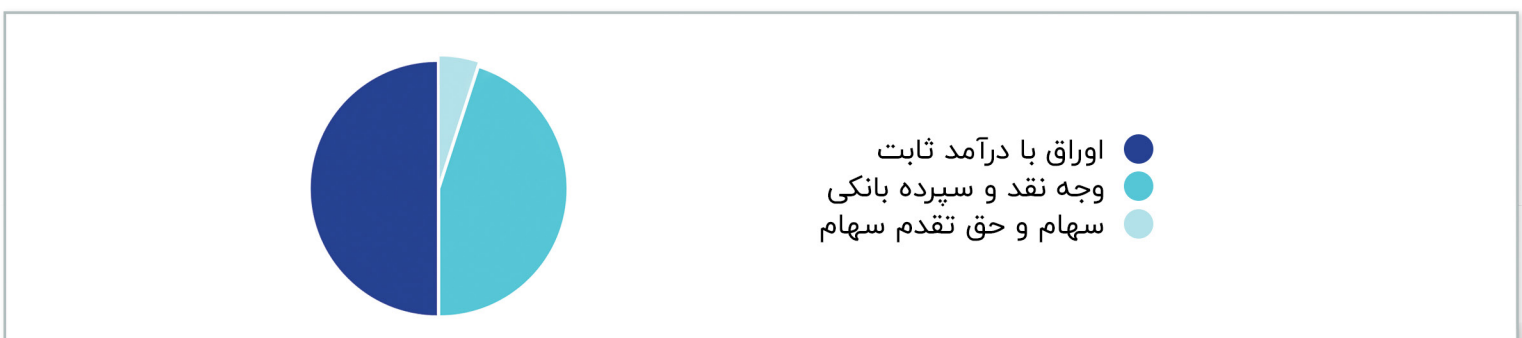 اوراق با درآمد ثابت
وجه نقد و سپرده بانکی
سهام و حق تقدم سهام